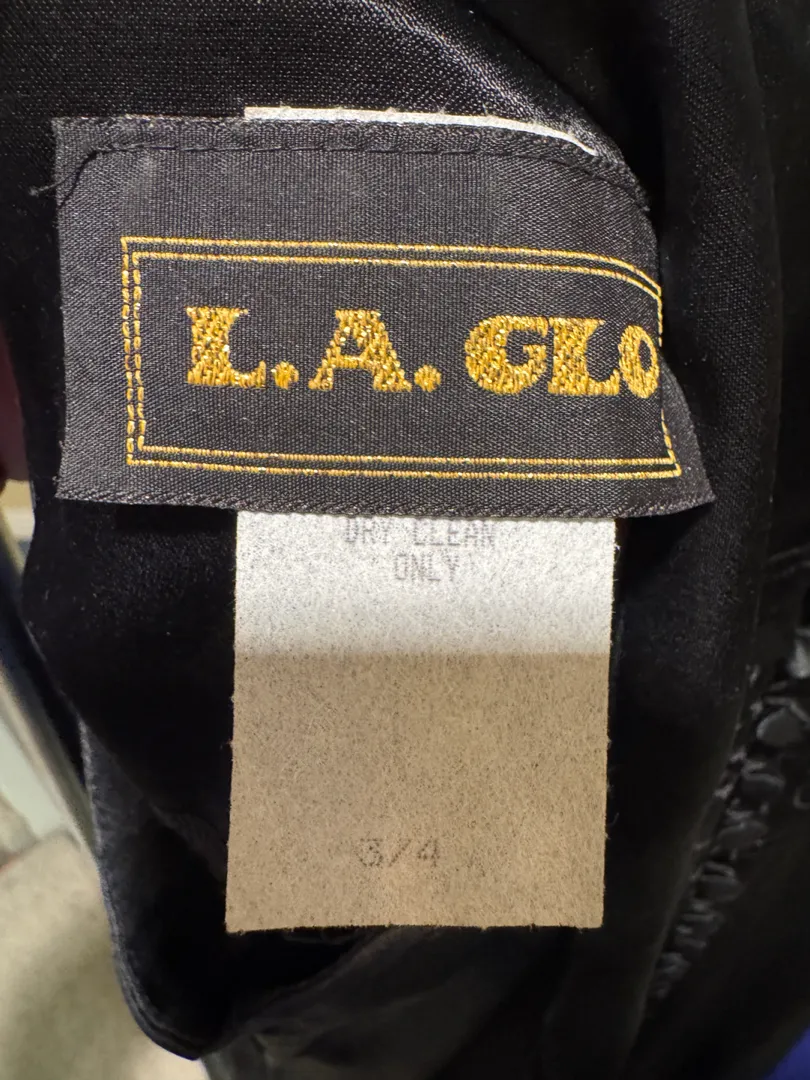 L.A. GLO
DRY CLEAN
ONLY
3/4